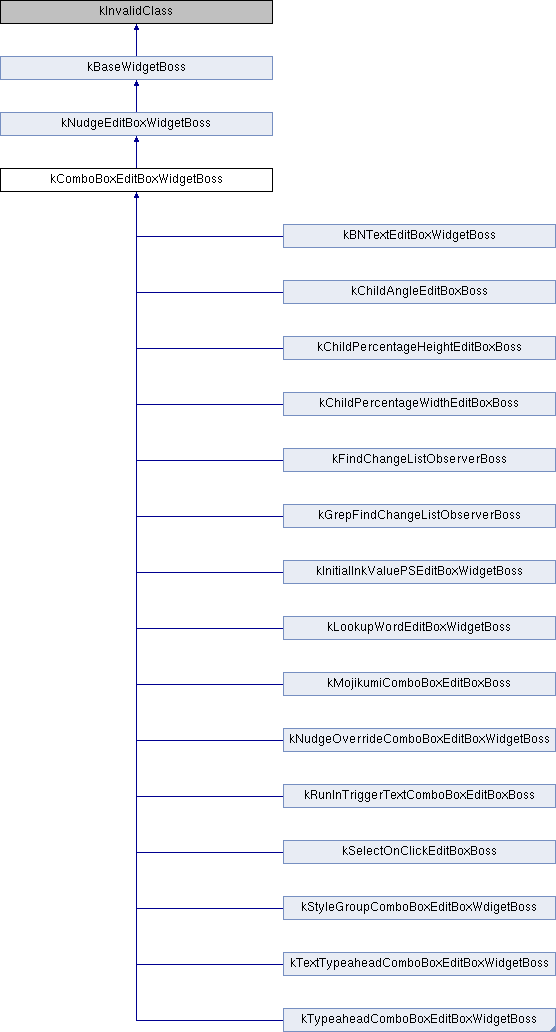 kInvalidClass
kBaseWidgetBoss
kNudgeEditBoxWidgetBoss
kComboBoxEditBoxWidgetBoss
kBNTextEditBoxWidgetBoss
kChildAngleEditBoxBoss
kChildPercentageHeightEditBoxBoss
kChildPercentageWidthEditBoxBoss
kFindChangeListObserverBoss
kGrepFindChangeListObserverBoss
kInitialInkValuePSEditBoxWidgetBoss
kLookupWordEditBoxWidgetBoss
kMojikumiComboBoxEditBoxBoss
kNudgeOverrideComboBoxEditBoxWidgetBoss
kRunInTriggerTextComboBoxEditBoxBoss
kSelectOnClickEditBoxBoss
kStyleGroupComboBoxEditBoxWdigetBoss
kTextTypeaheadComboBoxEditBoxWidgetBoss
kTypeaheadComboBoxEditBoxWidgetBoss